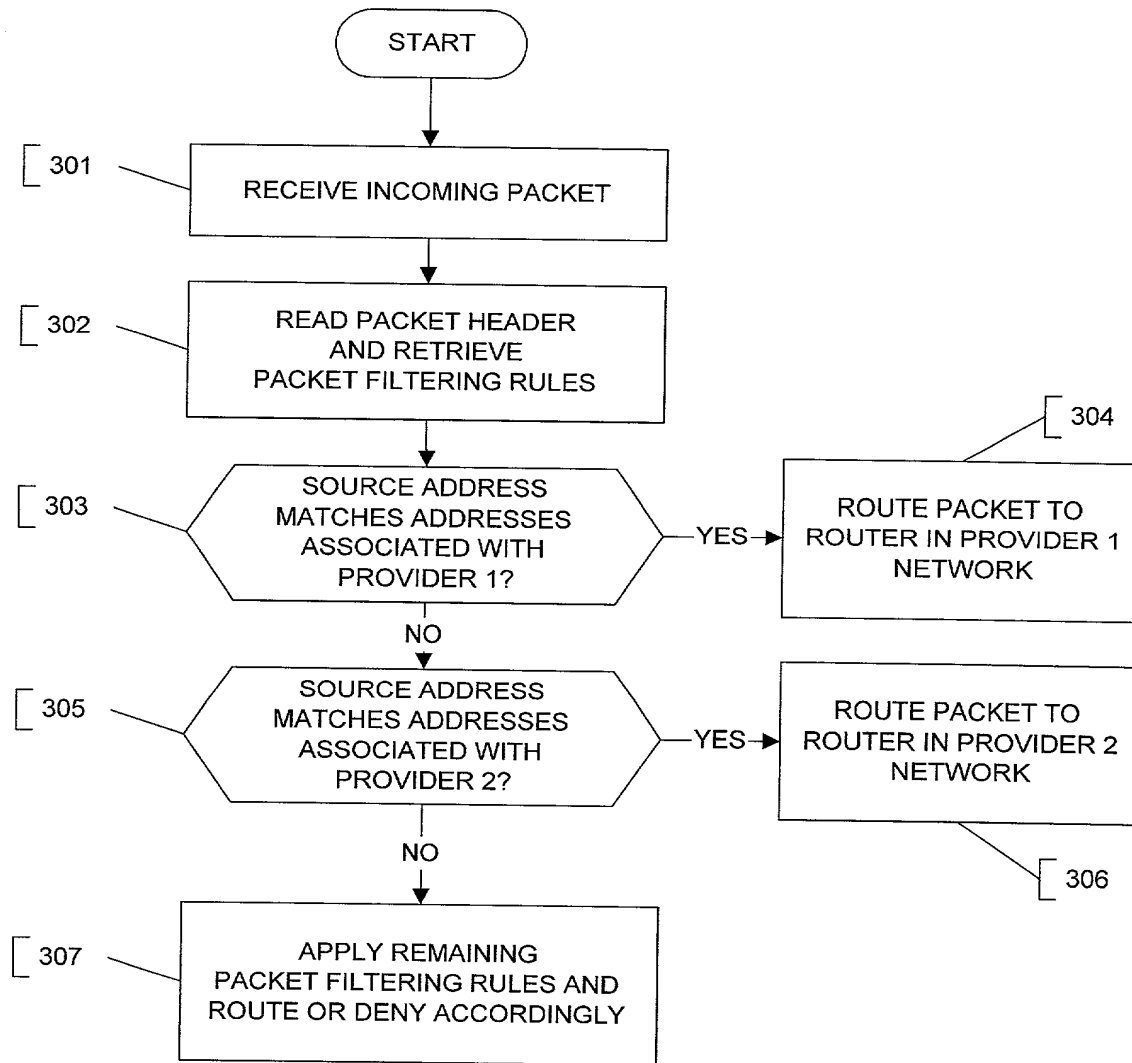 START
301
RECEIVE INCOMING PACKET
302
READ PACKET HEADER
AND RETRIEVE
PACKET FILTERING RULES
304
303
SOURCE ADDRESS
MATCHES ADDRESSES
ASSOCIATED WITH
PROVIDER 1?
YES
ROUTE PACKET TO
ROUTER IN PROVIDER 1
NETWORK
NO
305
SOURCE ADDRESS
MATCHES ADDRESSES
ASSOCIATED WITH
PROVIDER 2?
YES
ROUTE PACKET TO
ROUTER IN PROVIDER 2
NETWORK
306
NO
307
APPLY REMAINING
PACKET FILTERING RULES AND
ROUTE OR DENY ACCORDINGLY